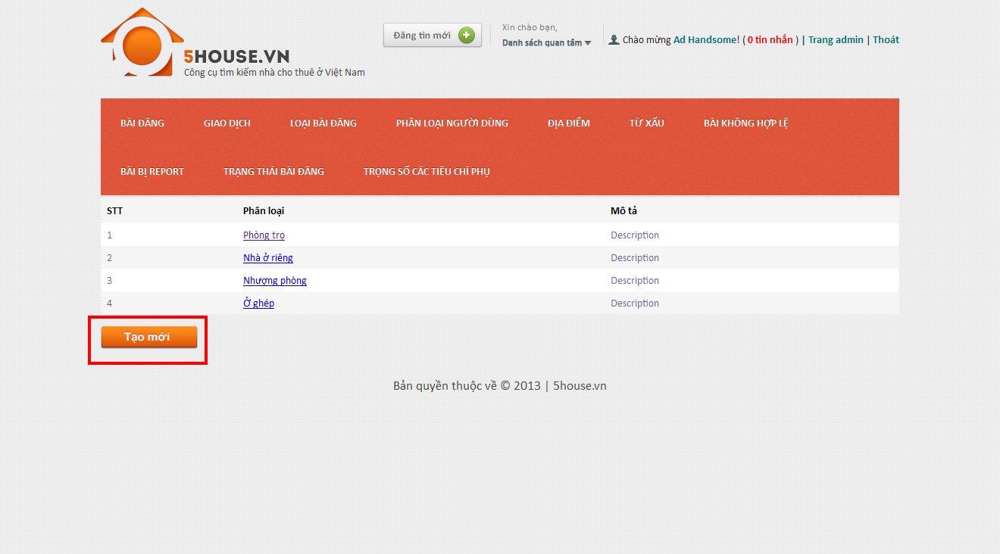 5HOUSE.VN
Công cụ tìm kiếm nhà cho thuê ở Việt Nam
Đăng tin mới
Xin chào bạn,
Danh sách quan tâm
Chào mừng Ad Handsome! ( 0 tin nhắn ) | Trang admin | Thoát
BÀI ĐĂNG GIAO DỊCH LOẠI BÀI ĐĂNG PHÂN LOẠI NGƯỜI DÙNG ĐỊA ĐIỂM TỪ XẤU BÀI KHÔNG HỢP LỆ
BÀI BỊ REPORT TRẠNG THÁI BÀI ĐĂNG TRỌNG SỐ CÁC TIÊU CHÍ PHỤ
STT Phân loại Mô tả
1 Phòng trọ Description
2 Nhà ở riêng Description
3 Nhượng phòng Description
4 Ở ghép Description
Tạo mới
Bản quyền thuộc về © 2013 | 5house.vn